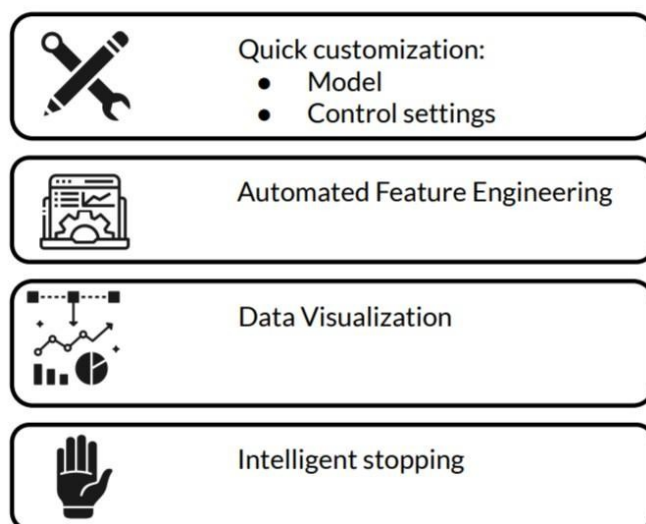 Quick customization:
● Model
● Control settings
Automated Feature Engineering
Data Visualization
Intelligent stopping